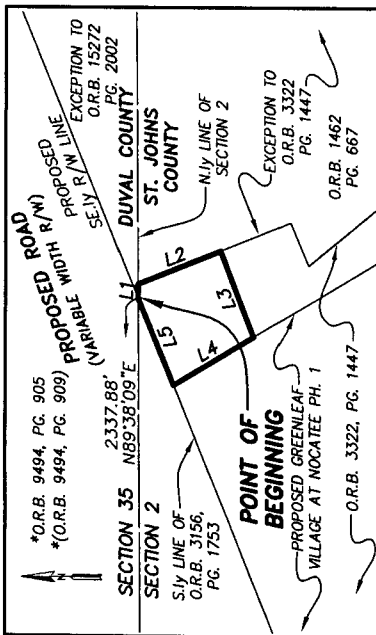 *O.R.B. 9494, PG. 905
*(O.R.B. 9494, PG. 909)
PROPOSED ROAD
(VARIABLE WIDTH R/W)
PROPOSED
SE.ly R/W LINE
EXCEPTION TO
O.R.B. 15272
PG. 2002
N
SECTION 35
2337.88'
N89°38'09"E
L1
DUVAL COUNTY
SECTION 2
ST. JOHNS
COUNTY
S.ly LINE OF
O.R.B. 3156,
PG. 1753
N.ly LINE OF
SECTION 2
L5
L2
L4
L3
POINT OF
BEGINNING
EXCEPTION TO
O.R.B. 3322
PG. 1447
PROPOSED GREENLEAF
VILLAGE AT NOCATEE PH. 1
O.R.B. 1462
PG. 667
O.R.B. 3322, PG. 1447